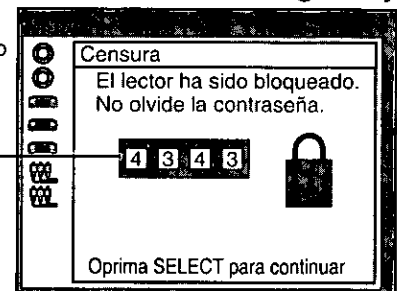 o
Censura
El lector ha sido bloqueado.
No olvide la contraseña.
4 3 4 3
Oprima SELECT para continuar